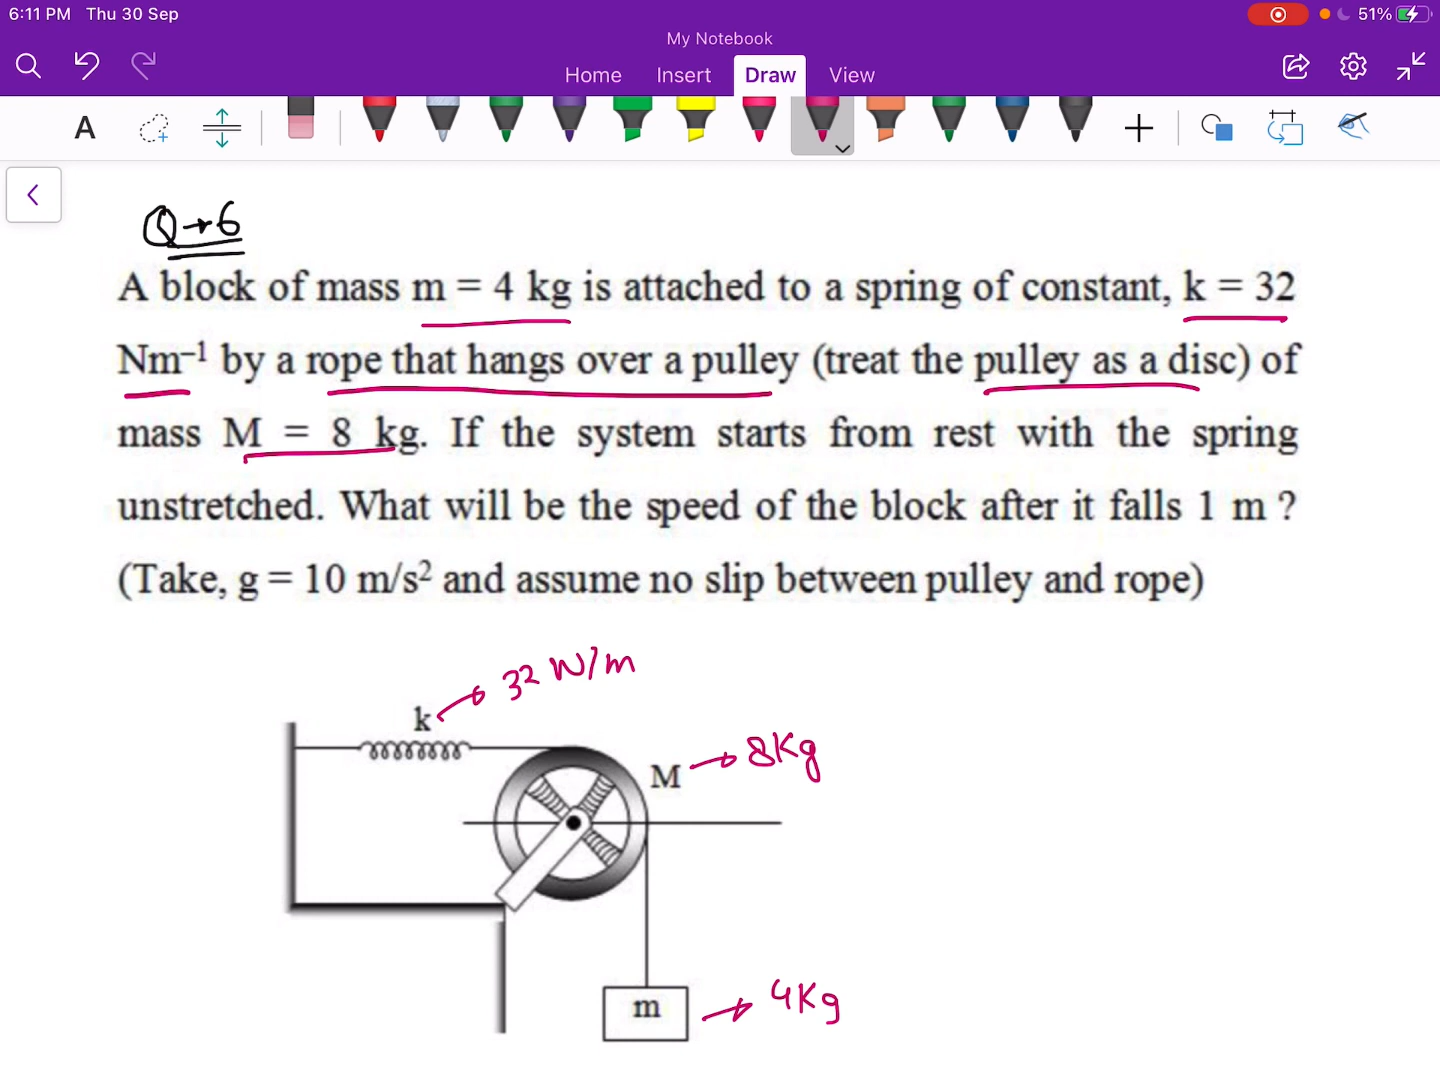 6:11 PM Thu 30 Sep
51%
My Notebook
Home Insert Draw View
A
Q→6
A block of mass m = 4 kg is attached to a spring of constant, k = 32
Nm⁻¹ by a rope that hangs over a pulley (treat the pulley as a disc) of
mass M = 8 kg. If the system starts from rest with the spring
unstretched. What will be the speed of the block after it falls 1 m ?
(Take, g = 10 m/s² and assume no slip between pulley and rope)
k → 32 N/m
M → 8Kg
m → 4Kg